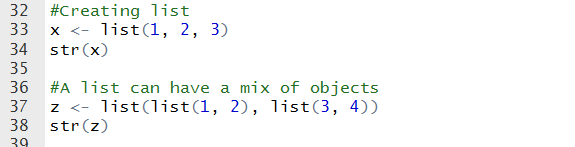 32 #Creating list
33 x <- list(1, 2, 3)
34 str(x)
35
36 #A list can have a mix of objects
37 z <- list(list(1, 2), list(3, 4))
38 str(z)
39